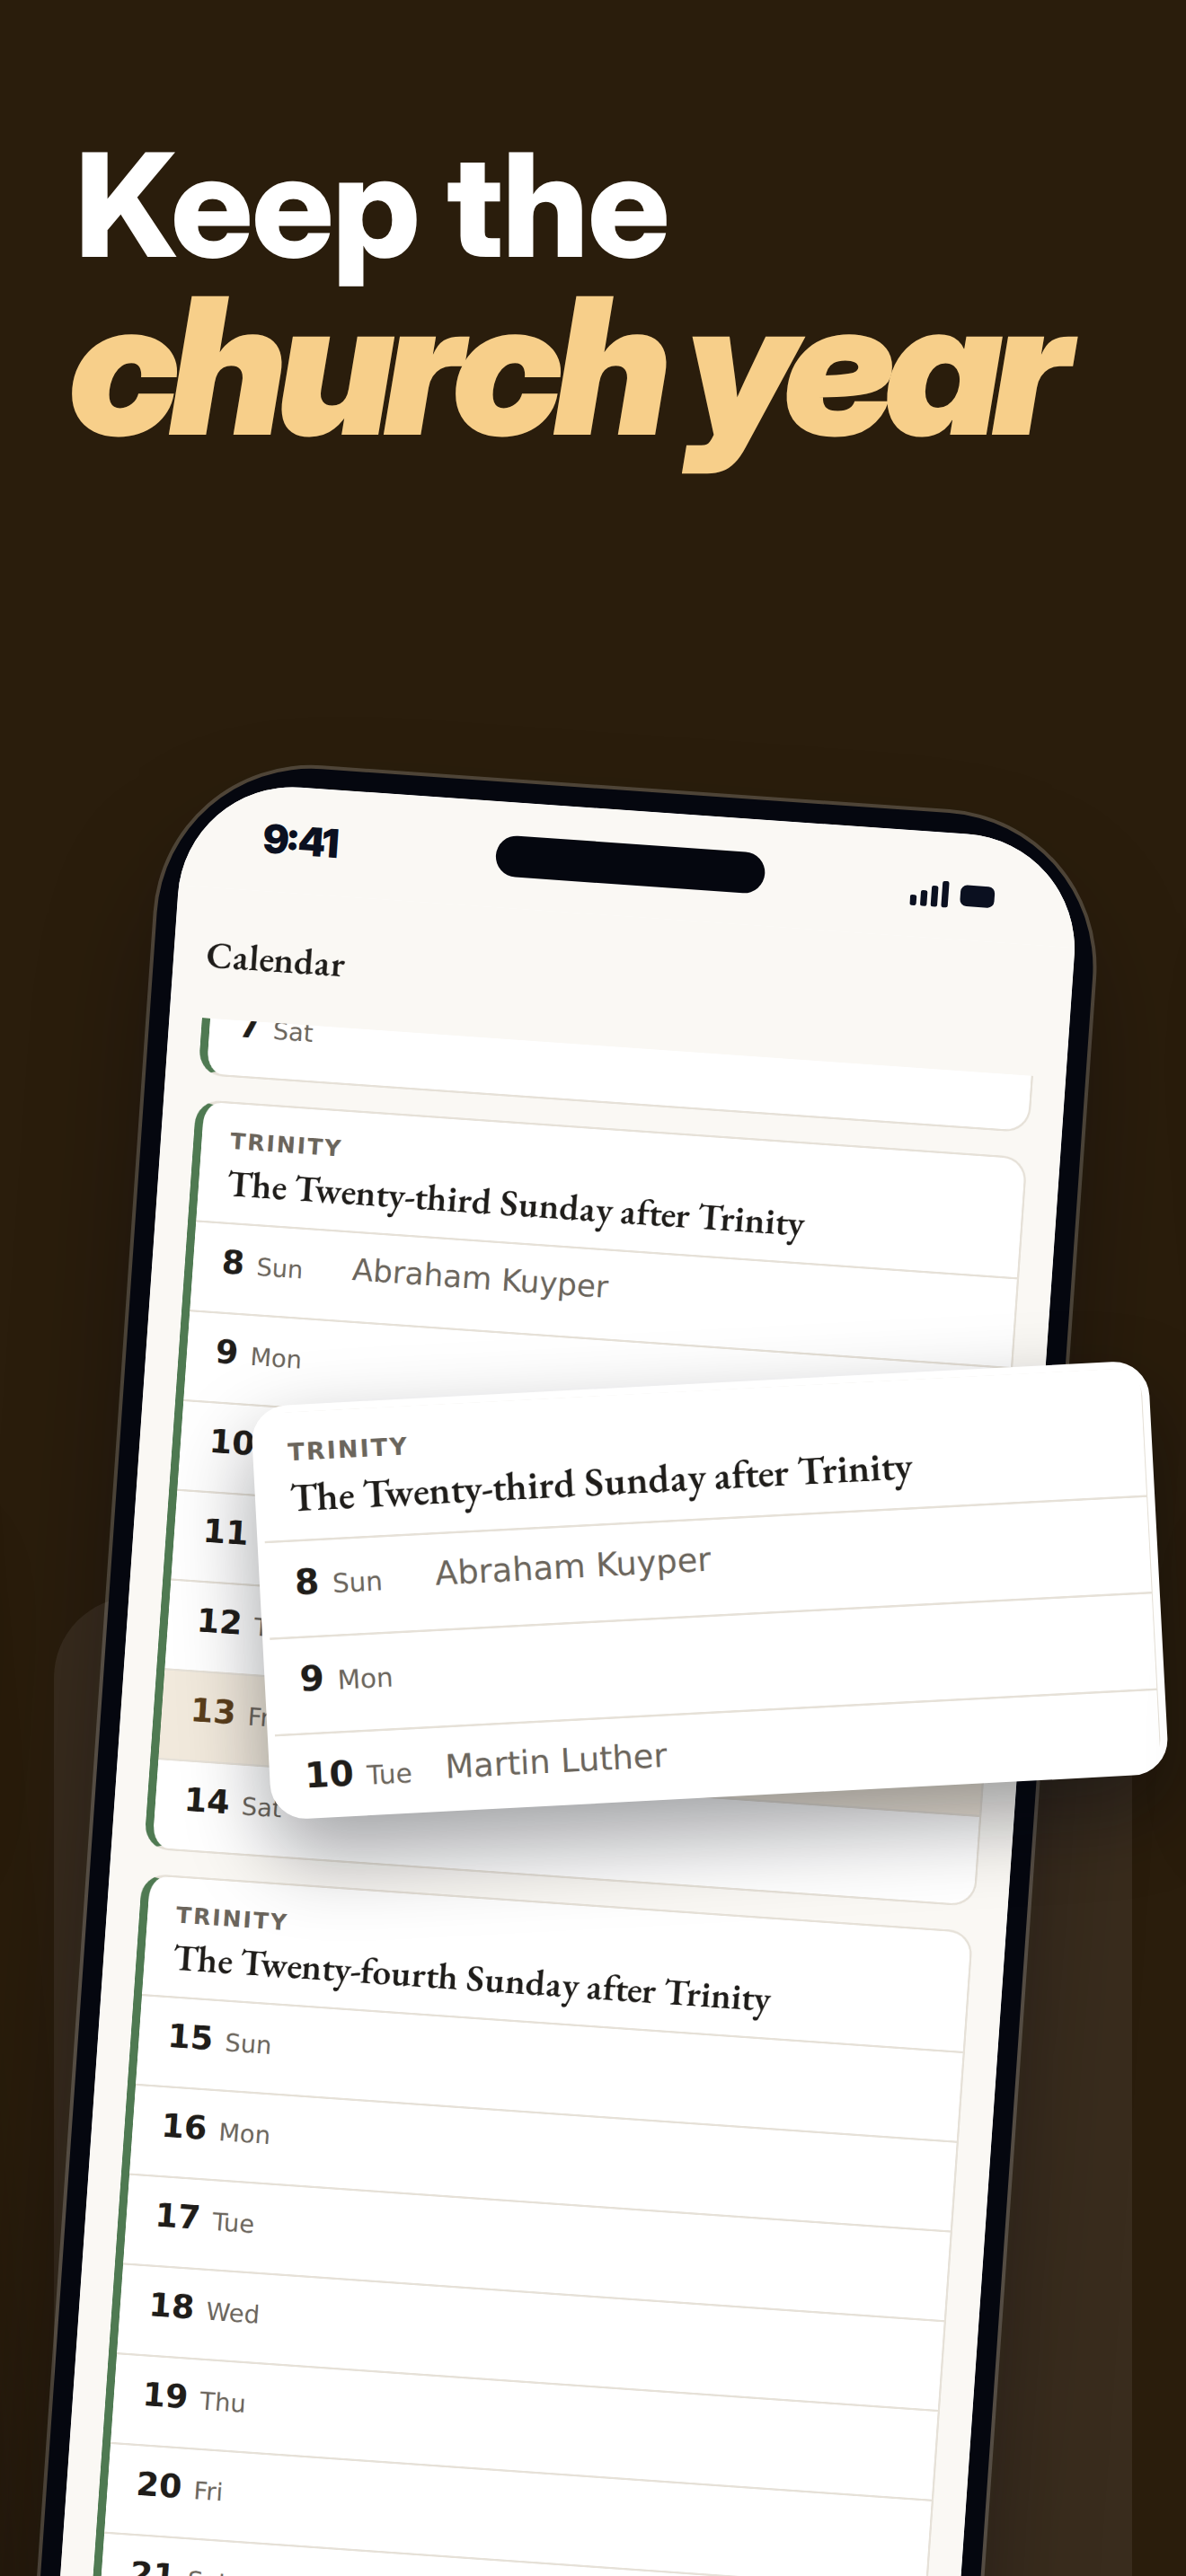 Keep the
church year
9:41
Calendar
7 Sat
TRINITY
The Twenty-third Sunday after Trinity
8 Sun Abraham Kuyper
9 Mon
10
11
12
13
14 Sat
TRINITY
The Twenty-third Sunday after Trinity
8 Sun Abraham Kuyper
9 Mon
10 Tue Martin Luther
TRINITY
The Twenty-fourth Sunday after Trinity
15 Sun
16 Mon
17 Tue
18 Wed
19 Thu
20 Fri
21